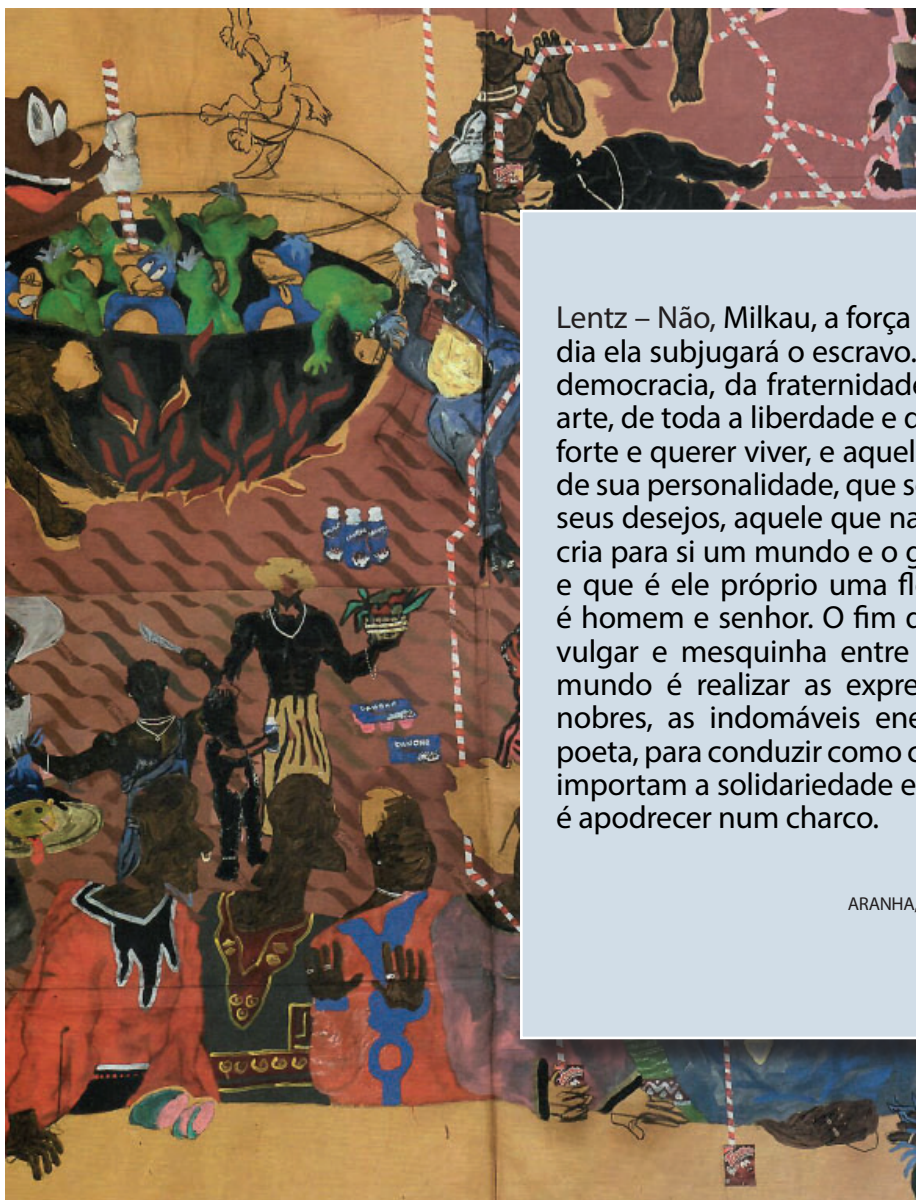 DANONE
Lentz – Não, Milkau, a força
dia ela subjugará o escravo.
democracia, da fraternidade
arte, de toda a liberdade e
forte e querer viver, e aquel
de sua personalidade, que
seus desejos, aquele que na
cria para si um mundo e o
e que é ele próprio uma
é homem e senhor. O fim
vulgar e mesquinha entre
mundo é realizar as expre
nobres, as indomáveis ene
poeta, para conduzir como
importam a solidariedade e
é apodrecer num charco.
ARANHA,